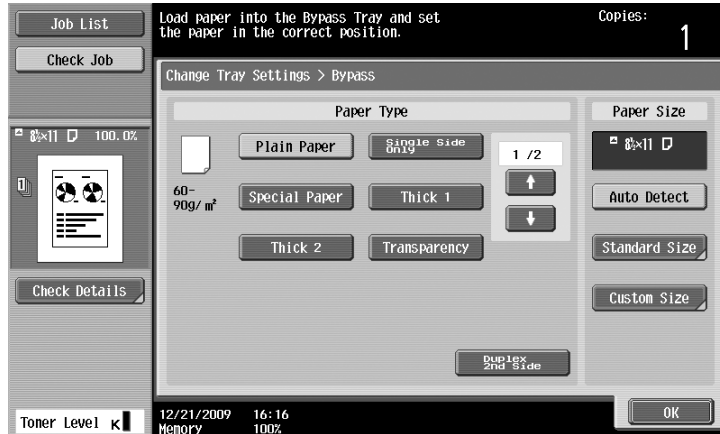 Job List
Check Job
8½×11 100.0%
1
Check Details
Toner Level K
Load paper into the Bypass Tray and set
the paper in the correct position.
Copies:
1
Change Tray Settings > Bypass
Paper Type
60-
90g/m²
Plain Paper
Single Side
Only
Special Paper
Thick 1
Thick 2
Transparency
1 /2
Duplex
2nd Side
Paper Size
8½×11
Auto Detect
Standard Size
Custom Size
12/21/2009 16:16
Memory 100%
OK